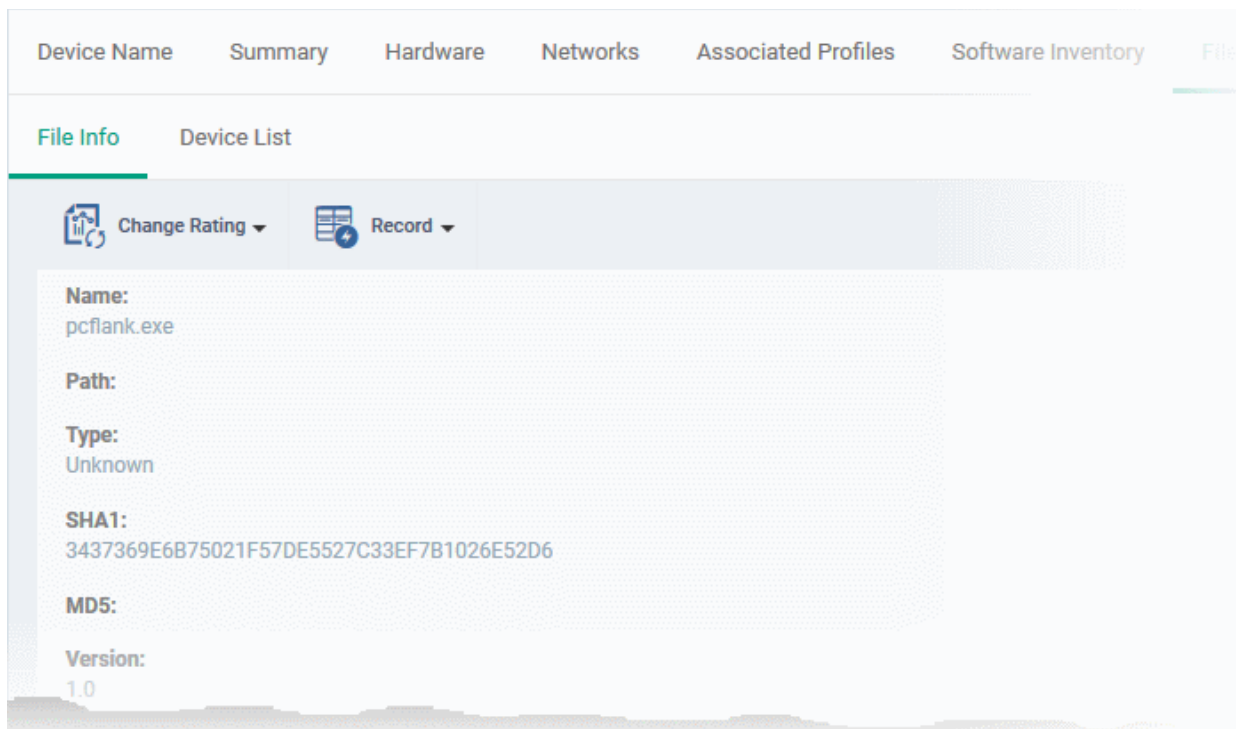 Device Name Summary Hardware Networks Associated Profiles Software Inventory File
File Info Device List
Change Rating Record
Name:
pcflank.exe
Path:
Type:
Unknown
SHA1:
3437369E6B75021F57DE5527C33EF7B1026E52D6
MD5:
Version:
1.0